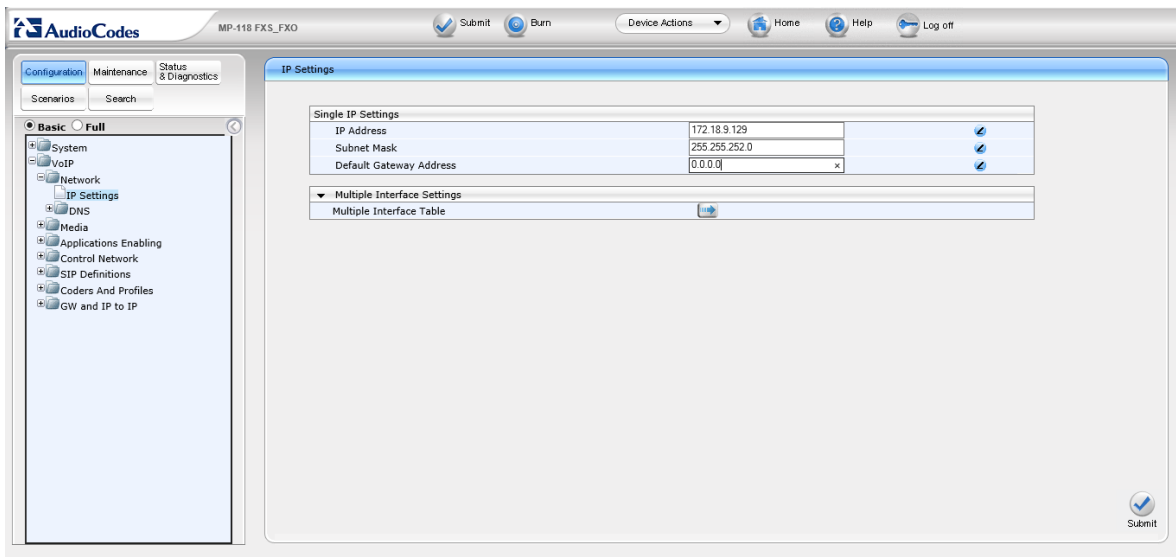 AudioCodes
MP-118 FXS_FXO
Submit
Burn
Device Actions
Home
Help
Log off
Configuration
Maintenance
Status
& Diagnostics
Scenarios
Search
Basic
Full
System
VoIP
Network
IP Settings
DNS
Media
Applications Enabling
Control Network
SIP Definitions
Coders And Profiles
GW and IP to IP
IP Settings
Single IP Settings
IP Address 172.18.9.129
Subnet Mask 255.255.252.0
Default Gateway Address 0.0.0.0
Multiple Interface Settings
Multiple Interface Table
Submit